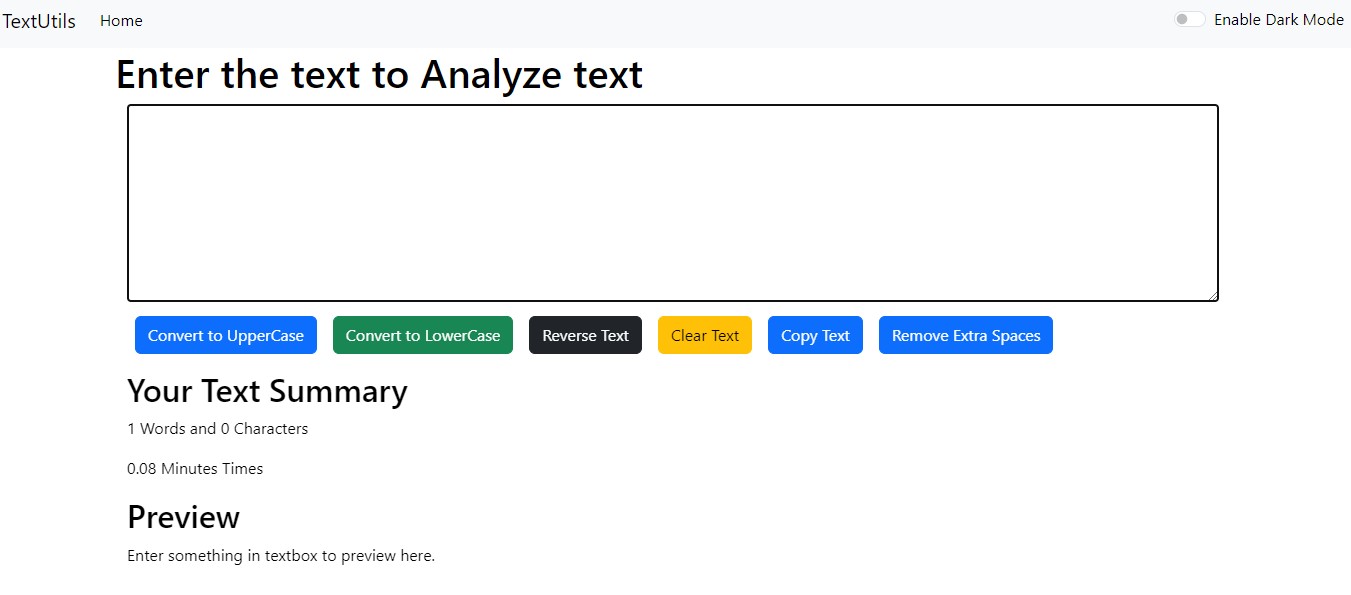 TextUtils Home Enable Dark Mode
Enter the text to Analyze text
Convert to UpperCase Convert to LowerCase Reverse Text Clear Text Copy Text Remove Extra Spaces
Your Text Summary
1 Words and 0 Characters
0.08 Minutes Times
Preview
Enter something in textbox to preview here.